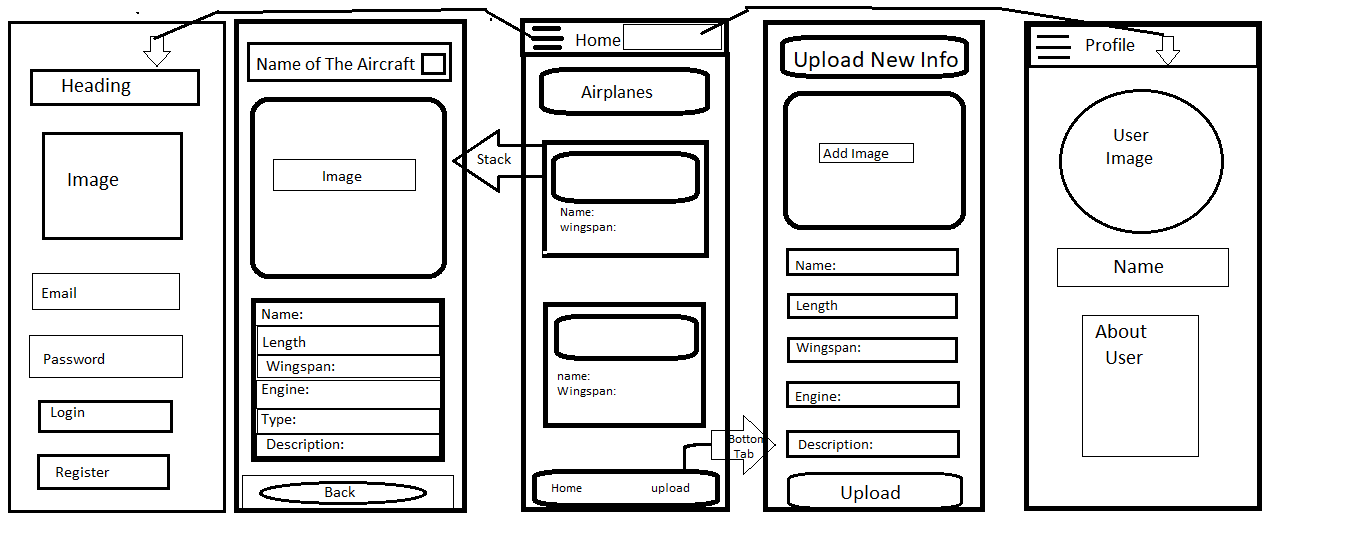 Heading
Image
Email
Password
Login
Register
Name of The Aircraft
Image
Name:
Length
Wingspan:
Engine:
Type:
Description:
Back
Stack
Home
Airplanes
Name:
wingspan:
name:
Wingspan:
Home upload
Bottom
Tab
Upload New Info
Add Image
Name:
Length
Wingspan:
Engine:
Description:
Upload
Profile
User
Image
Name
About
User